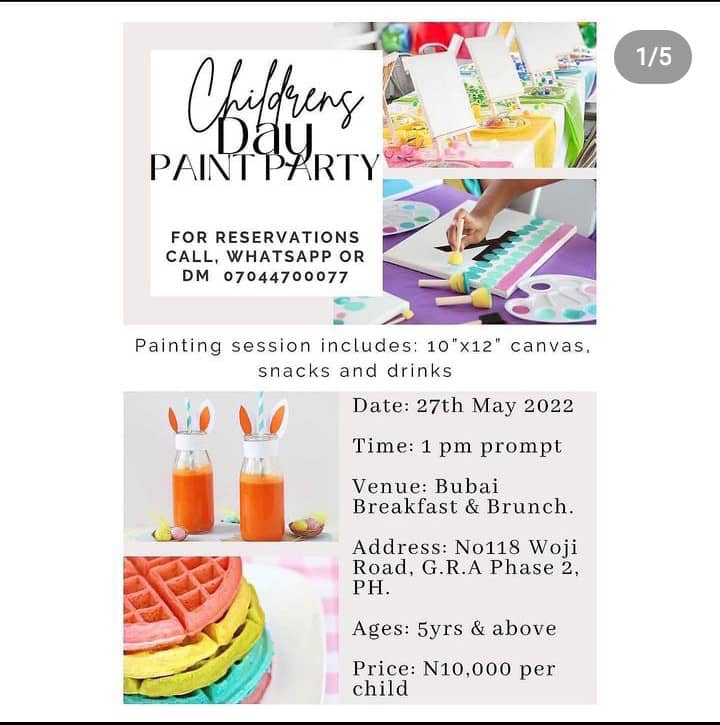 1/5
Childrens
Day
PAINT PARTY
FOR RESERVATIONS
CALL, WHATSAPP OR
DM 07044700077
Painting session includes: 10”x12” canvas,
snacks and drinks
Date: 27th May 2022
Time: 1 pm prompt
Venue: Bubai
Breakfast & Brunch.
Address: No118 Woji
Road, G.R.A Phase 2,
PH.
Ages: 5yrs & above
Price: N10,000 per
child